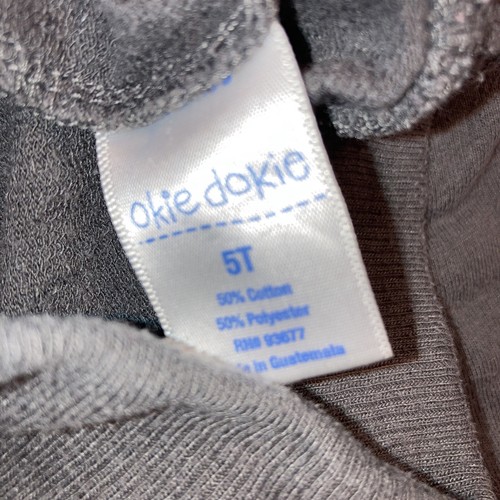 okie dokie
5T
50% Cotton
50% Polyester
RN# 93677
in Guatemala